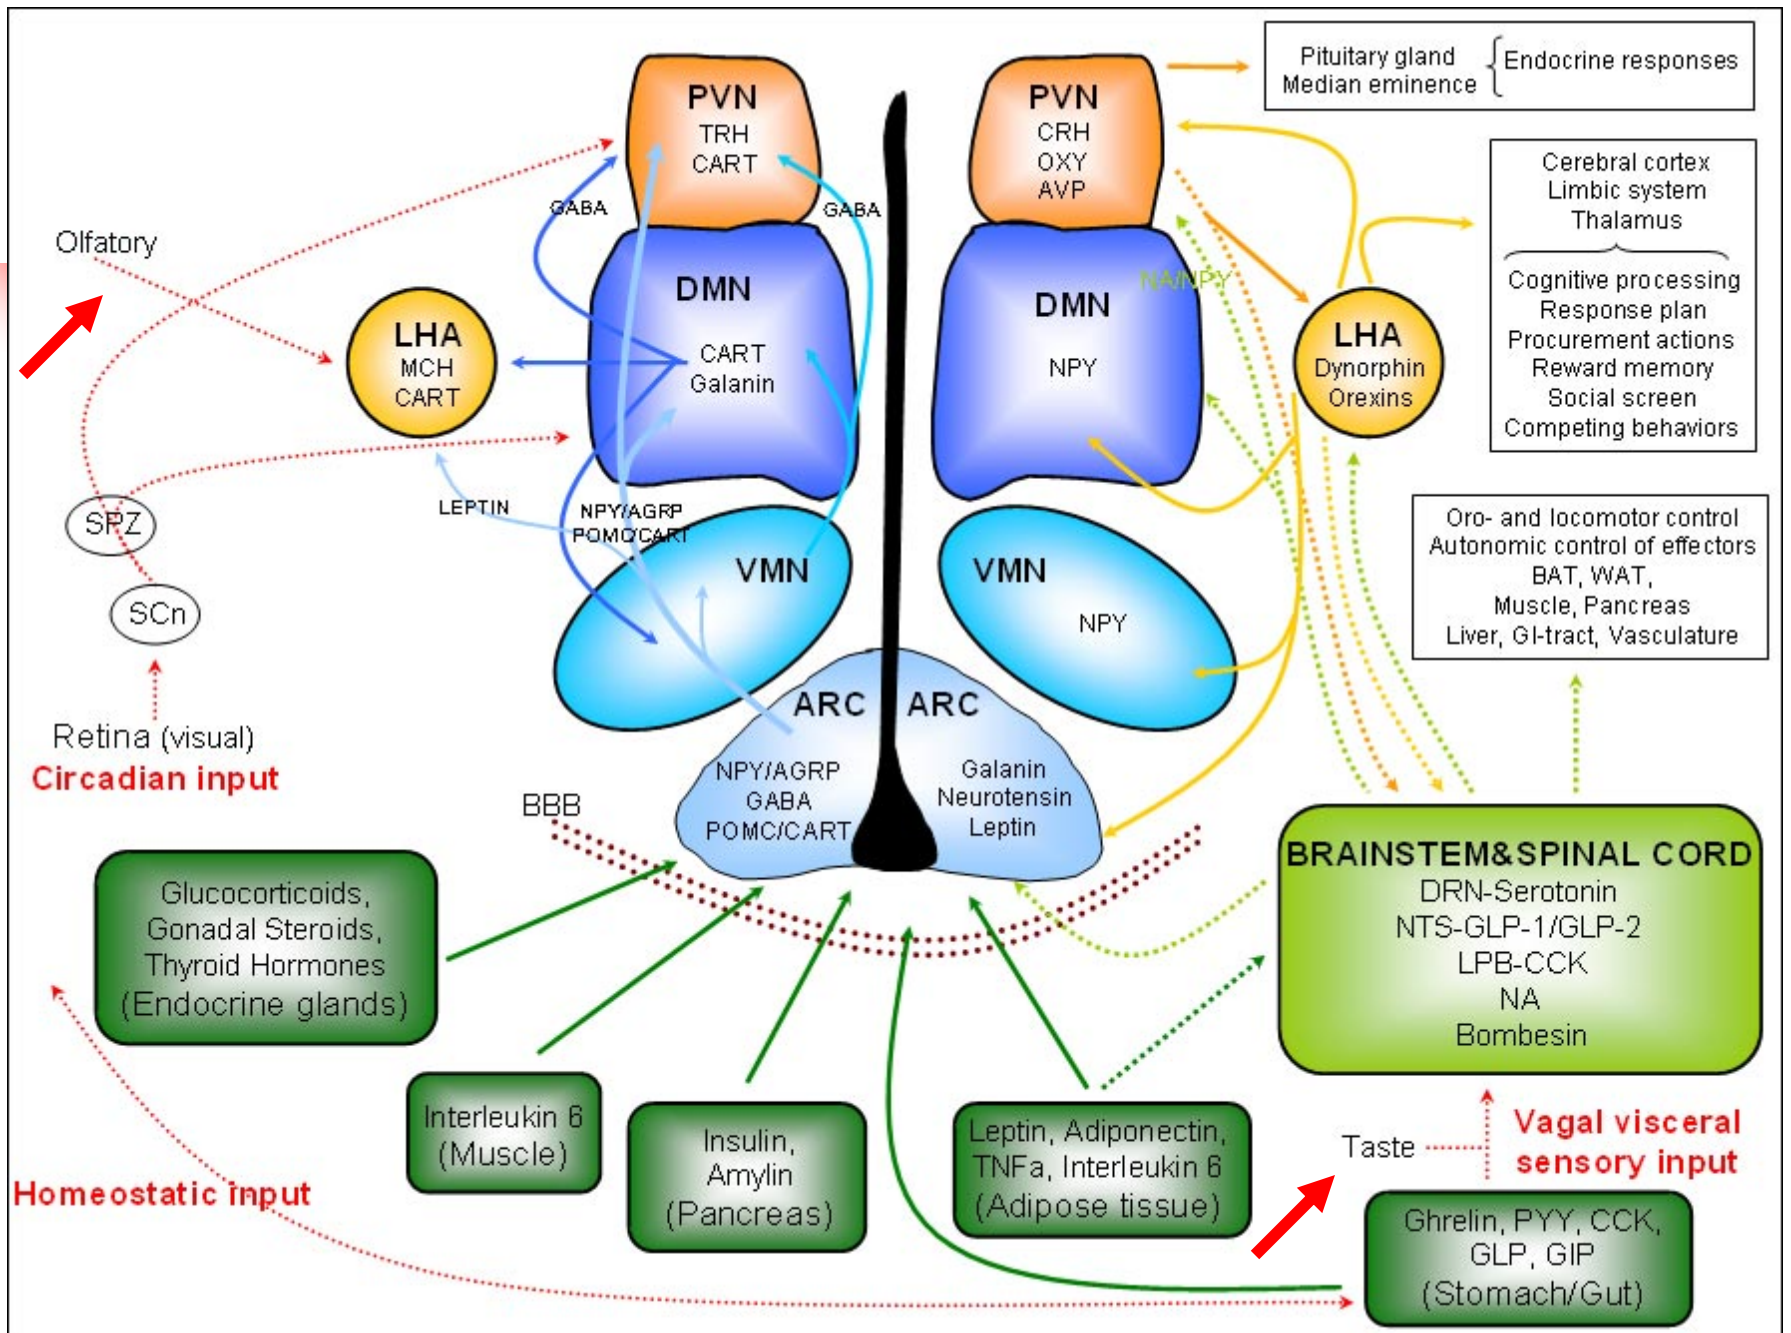 PVN
TRH
CART
PVN
CRH
OXY
AVP
Pituitary gland
Median eminence
Endocrine responses
Cerebral cortex
Limbic system
Thalamus
Cognitive processing
Response plan
Procurement actions
Reward memory
Social screen
Competing behaviors
GABA
GABA
Olfatory
DMN
CART
Galanin
NA/NPY
DMN
NPY
LHA
MCH
CART
LHA
Dynorphin
Orexins
LEPTIN
NPY/AGRP
POMC/CART
SPZ
SCn
VMN
VMN
NPY
Oro- and locomotor control
Autonomic control of effectors
BAT, WAT,
Muscle, Pancreas
Liver, GI-tract, Vasculature
Retina (visual)
Circadian input
ARC
NPY/AGRP
GABA
POMC/CART
ARC
Galanin
Neurotensin
Leptin
BBB
BRAINSTEM&SPINAL CORD
DRN-Serotonin
NTS-GLP-1/GLP-2
LPB-CCK
NA
Bombesin
Glucocorticoids,
Gonadal Steroids,
Thyroid Hormones
(Endocrine glands)
Interleukin 6
(Muscle)
Insulin,
Amylin
(Pancreas)
Leptin, Adiponectin,
TNFa, Interleukin 6
(Adipose tissue)
Taste
Vagal visceral
sensory input
Homeostatic input
Ghrelin, PYY, CCK,
GLP, GIP
(Stomach/Gut)